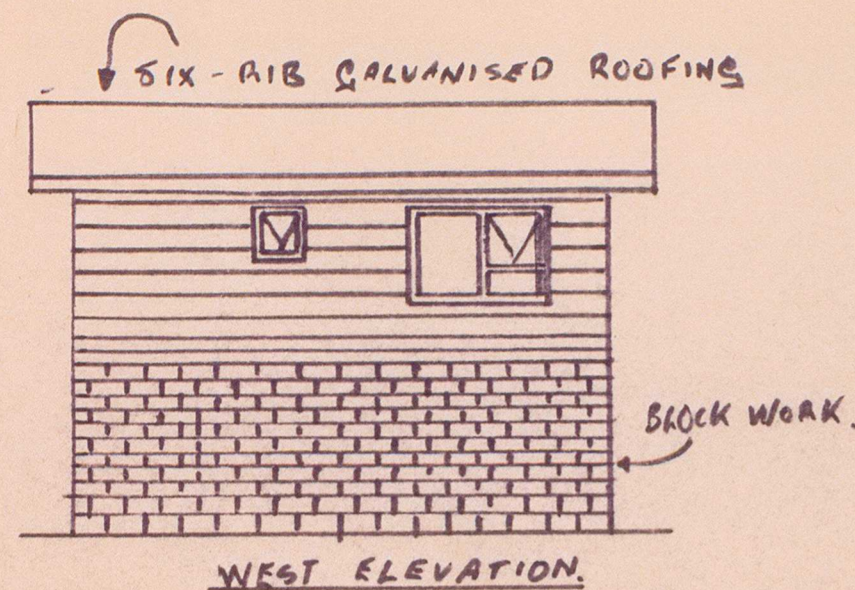 SIX-RIB GALVANISED ROOFING
BLOCK WORK.
WEST ELEVATION.